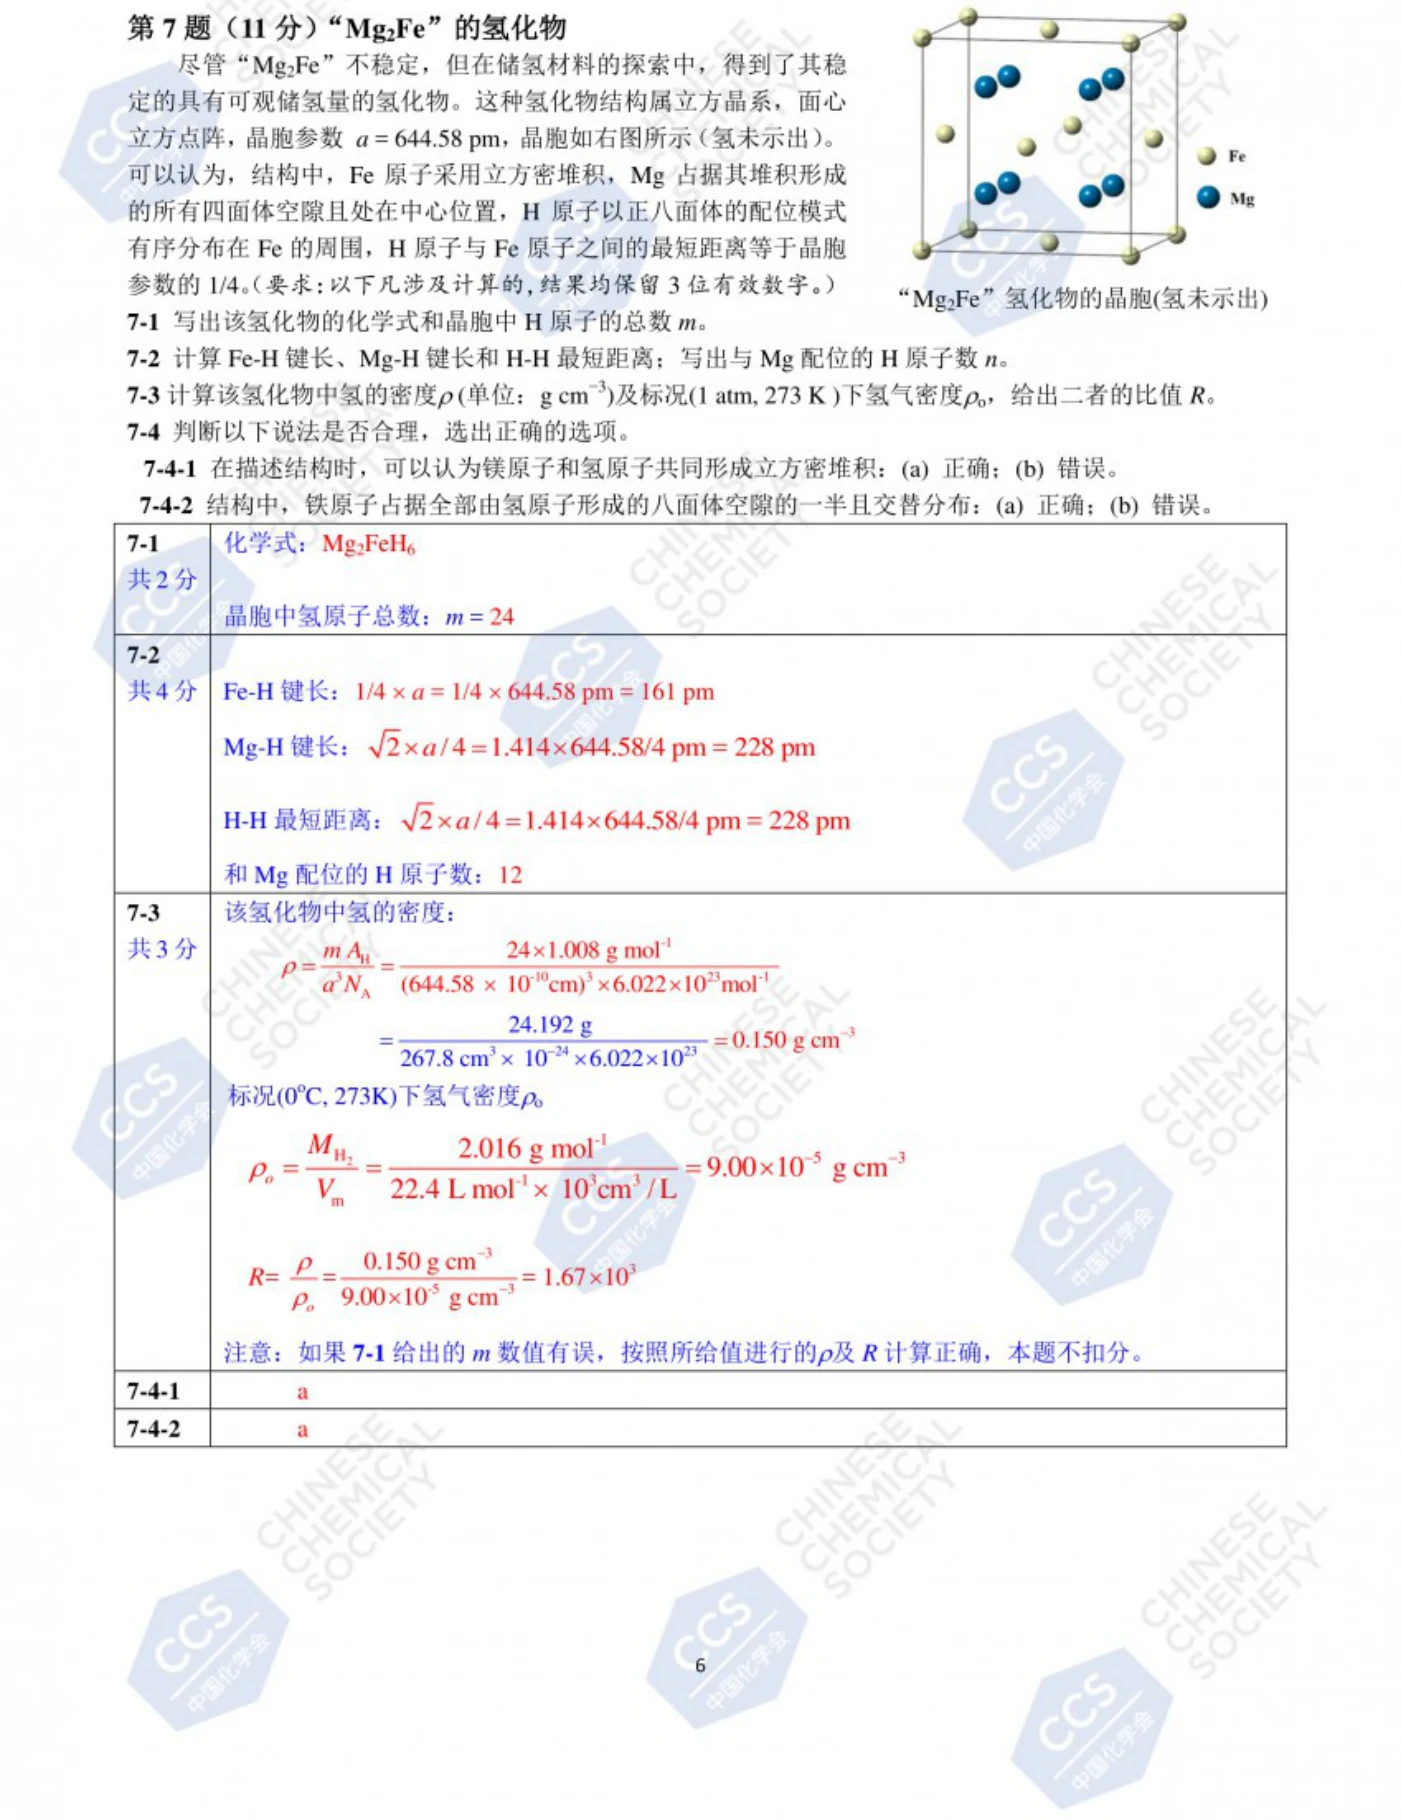 第 7 题（11 分）“Mg₂Fe”的氢化物
尽管“Mg₂Fe”不稳定，但在储氢材料的探索中，得到了其稳
定的具有可观储氢量的氢化物。这种氢化物结构属立方晶系，面心
立方点阵，晶胞参数 a = 644.58 pm，晶胞如右图所示（氢未示出）。
可以认为，结构中，Fe 原子采用立方密堆积，Mg 占据其堆积形成
的所有四面体空隙且处在中心位置，H 原子以正八面体的配位模式
有序分布在 Fe 的周围，H 原子与 Fe 原子之间的最短距离等于晶胞
参数的 1/4。（要求：以下凡涉及计算的，结果均保留 3 位有效数字。）
Fe
Mg
“Mg₂Fe”氢化物的晶胞(氢未示出)
7-1 写出该氢化物的化学式和晶胞中 H 原子的总数 m。
7-2 计算 Fe-H 键长、Mg-H 键长和 H-H 最短距离；写出与 Mg 配位的 H 原子数 n。
7-3 计算该氢化物中氢的密度ρ (单位：g cm⁻³)及标况(1 atm, 273 K )下氢气密度ρ₀，给出二者的比值 R。
7-4 判断以下说法是否合理，选出正确的选项。
7-4-1 在描述结构时，可以认为镁原子和氢原子共同形成立方密堆积：(a) 正确；(b) 错误。
7-4-2 结构中，铁原子占据全部由氢原子形成的八面体空隙的一半且交替分布：(a) 正确；(b) 错误。
7-1
共 2 分
化学式：Mg₂FeH₆
晶胞中氢原子总数：m = 24
7-2
共 4 分
Fe-H 键长：1/4 × a = 1/4 × 644.58 pm = 161 pm
Mg-H 键长：√2 × a / 4 = 1.414×644.58/4 pm = 228 pm
H-H 最短距离：√2 × a / 4 = 1.414×644.58/4 pm = 228 pm
和 Mg 配位的 H 原子数：12
7-3
共 3 分
该氢化物中氢的密度：
ρ = m A_H / a³ N_A = 24×1.008 g mol⁻¹ / (644.58 × 10⁻¹⁰cm)³ ×6.022×10²³mol⁻¹
= 24.192 g / 267.8 cm³ × 10⁻²⁴ ×6.022×10²³ = 0.150 g cm⁻³
标况(0°C, 273K)下氢气密度ρ₀
ρₒ = M_H₂ / V_m = 2.016 g mol⁻¹ / 22.4 L mol⁻¹ × 10³cm³ / L = 9.00×10⁻⁵ g cm⁻³
R= ρ / ρₒ = 0.150 g cm⁻³ / 9.00×10⁻⁵ g cm⁻³ = 1.67×10³
注意：如果 7-1 给出的 m 数值有误，按照所给值进行的ρ及 R 计算正确，本题不扣分。
7-4-1
a
7-4-2
a
6
CCS
中国化学会
CHINESE
CHEMICAL
SOCIETY